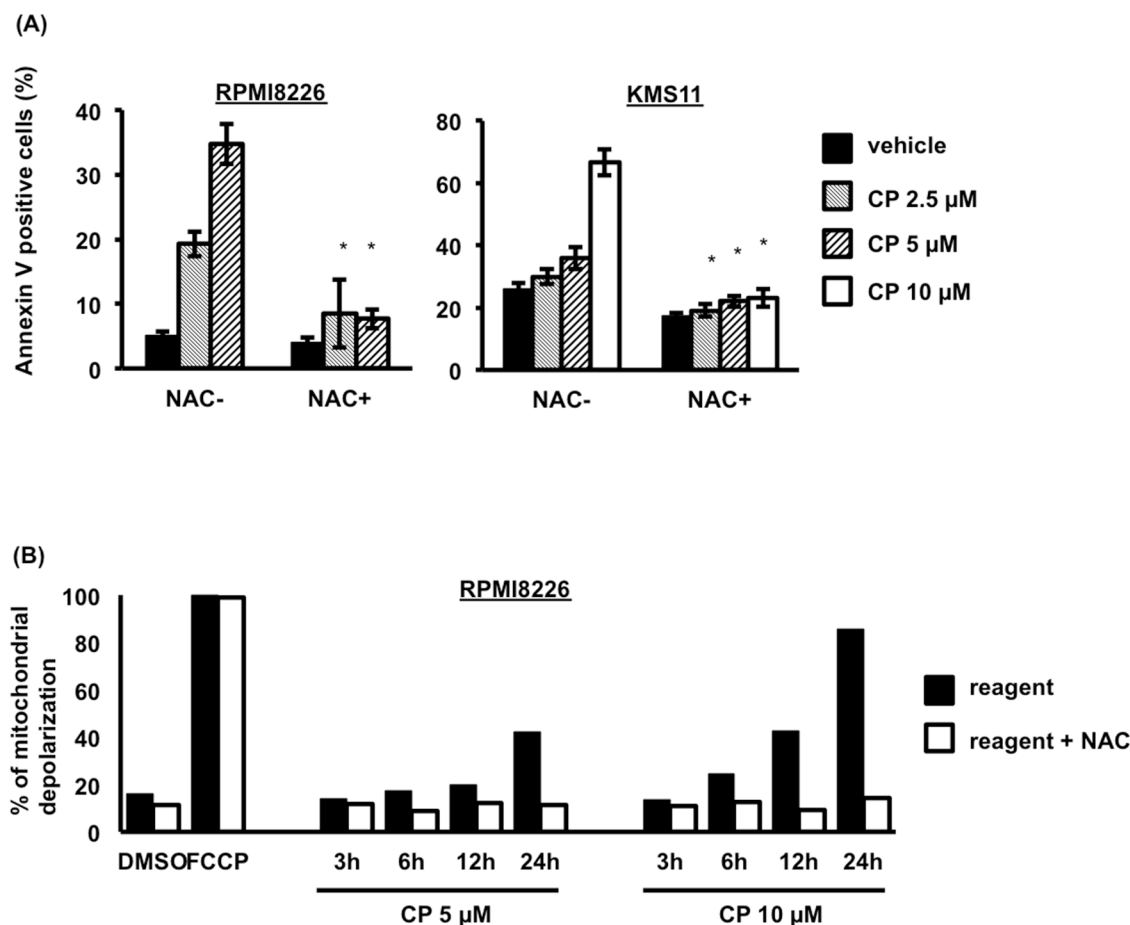 (A)
Annexin V positive cells (%)
RPMI8226
40
30
20
10
0
* *
NAC- NAC+
KMS11
80
60
40
20
0
* * *
NAC- NAC+
vehicle
CP 2.5 µM
CP 5 µM
CP 10 µM
(B)
RPMI8226
% of mitochondrial
depolarization
100
80
60
40
20
0
DMSO FCCP 3h 6h 12h 24h 3h 6h 12h 24h
CP 5 µM CP 10 µM
reagent
reagent + NAC